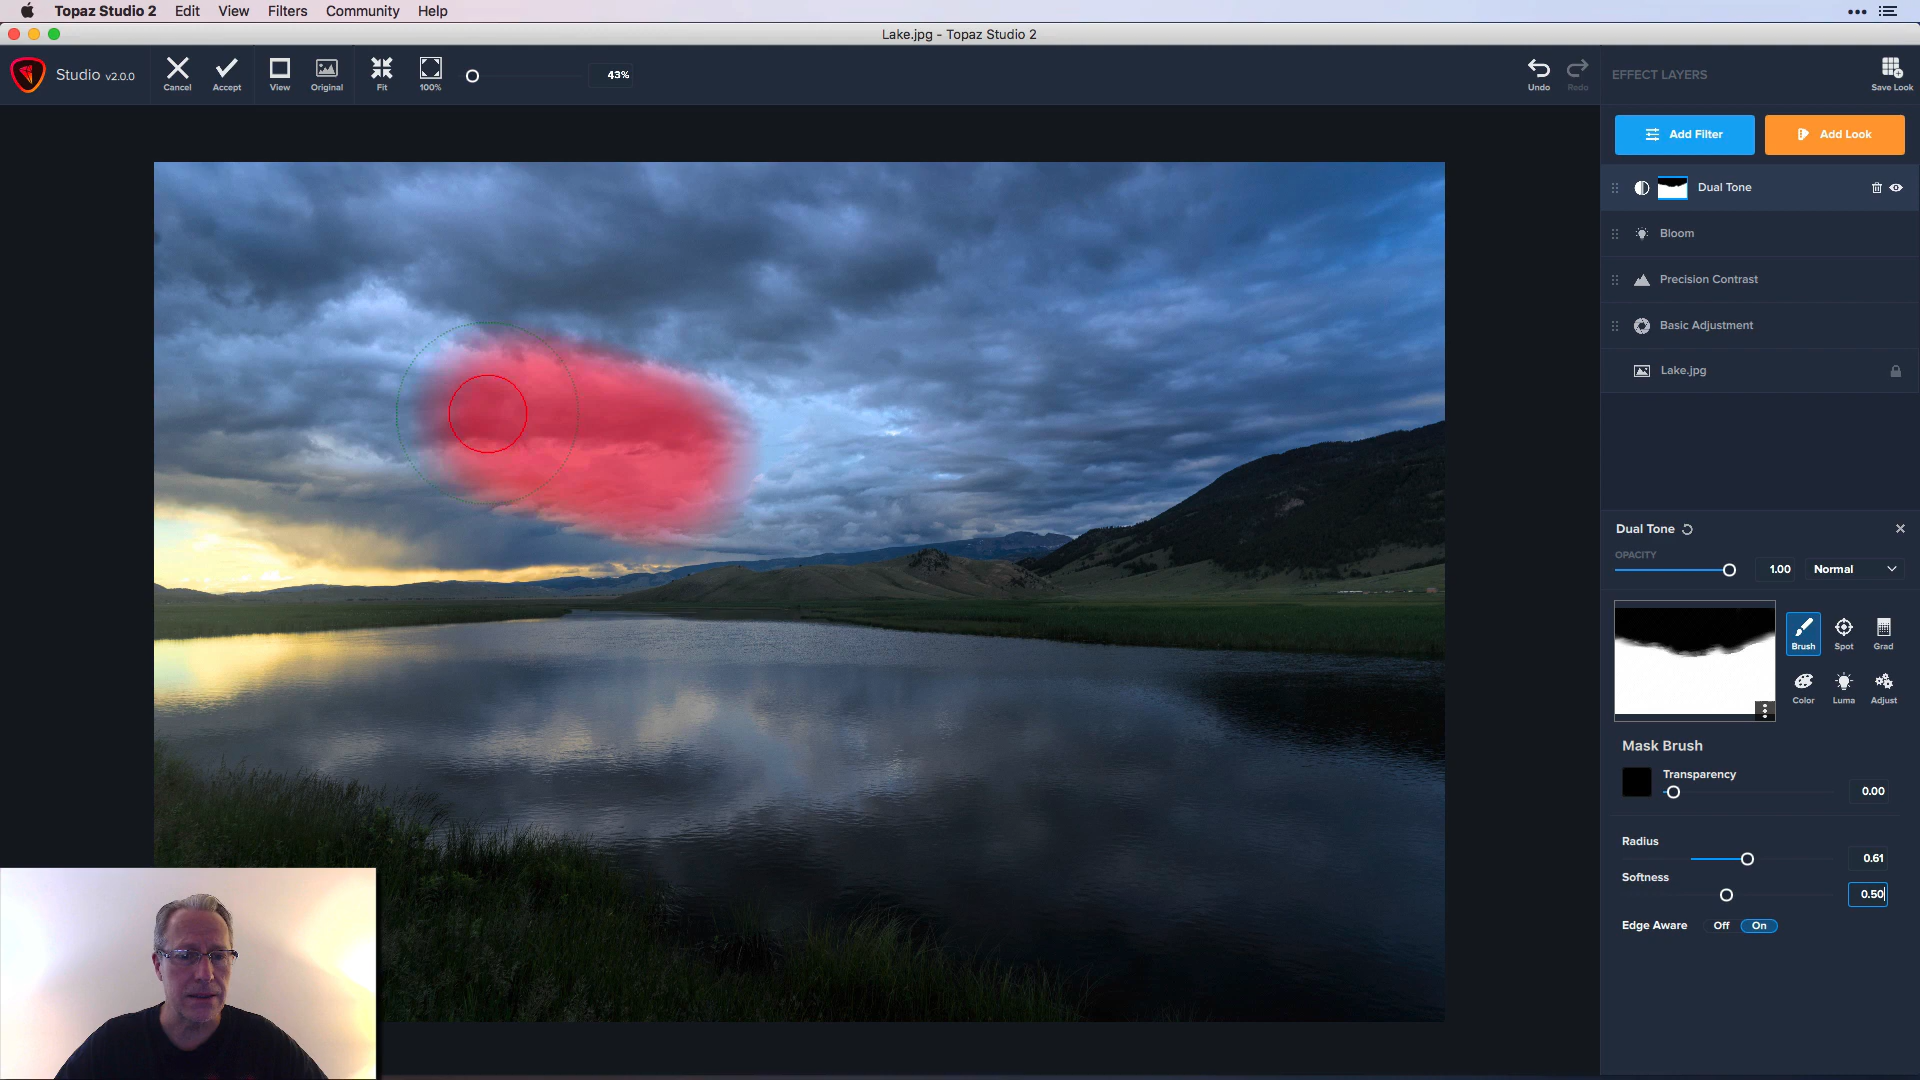 Topaz Studio 2 Edit View Filters Community Help
Lake.jpg - Topaz Studio 2
Studio v2.0.0
Cancel Accept View Original Fit 100% 43% Undo Redo
EFFECT LAYERS
Save Look
Add Filter Add Look
Dual Tone
Bloom
Precision Contrast
Basic Adjustment
Lake.jpg
Dual Tone
OPACITY
1.00 Normal
Brush Spot Grad
Color Luma Adjust
Mask Brush
Transparency
0.00
Radius
0.61
Softness
0.50
Edge Aware Off On